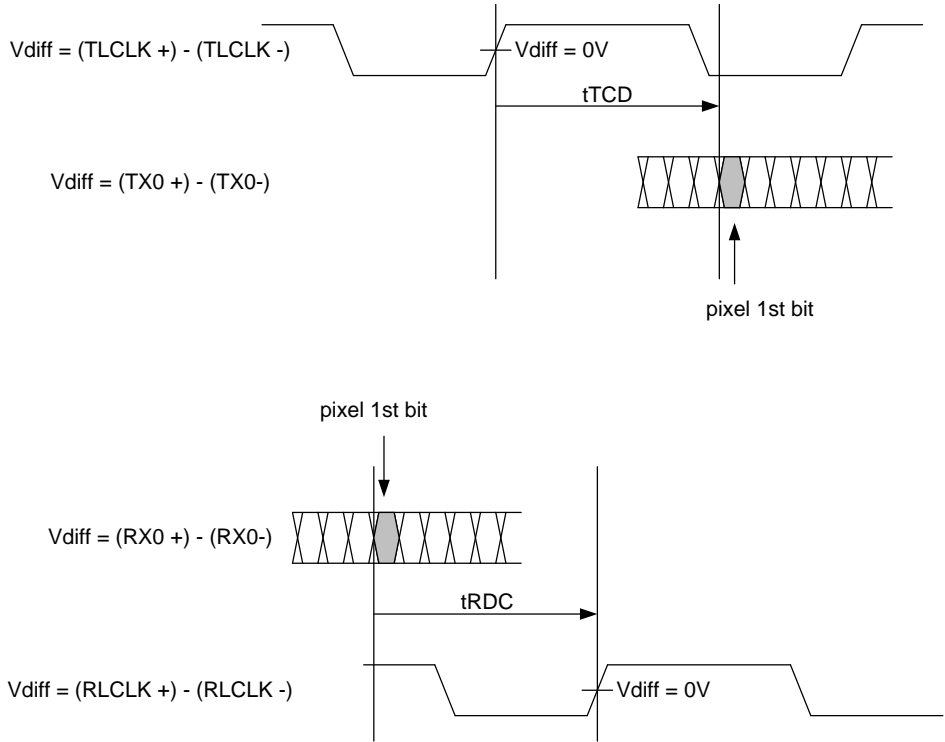 Vdiff = (TLCLK +) - (TLCLK -)
Vdiff = 0V
tTCD
Vdiff = (TX0 +) - (TX0-)
pixel 1st bit
pixel 1st bit
Vdiff = (RX0 +) - (RX0-)
tRDC
Vdiff = (RLCLK +) - (RLCLK -)
Vdiff = 0V